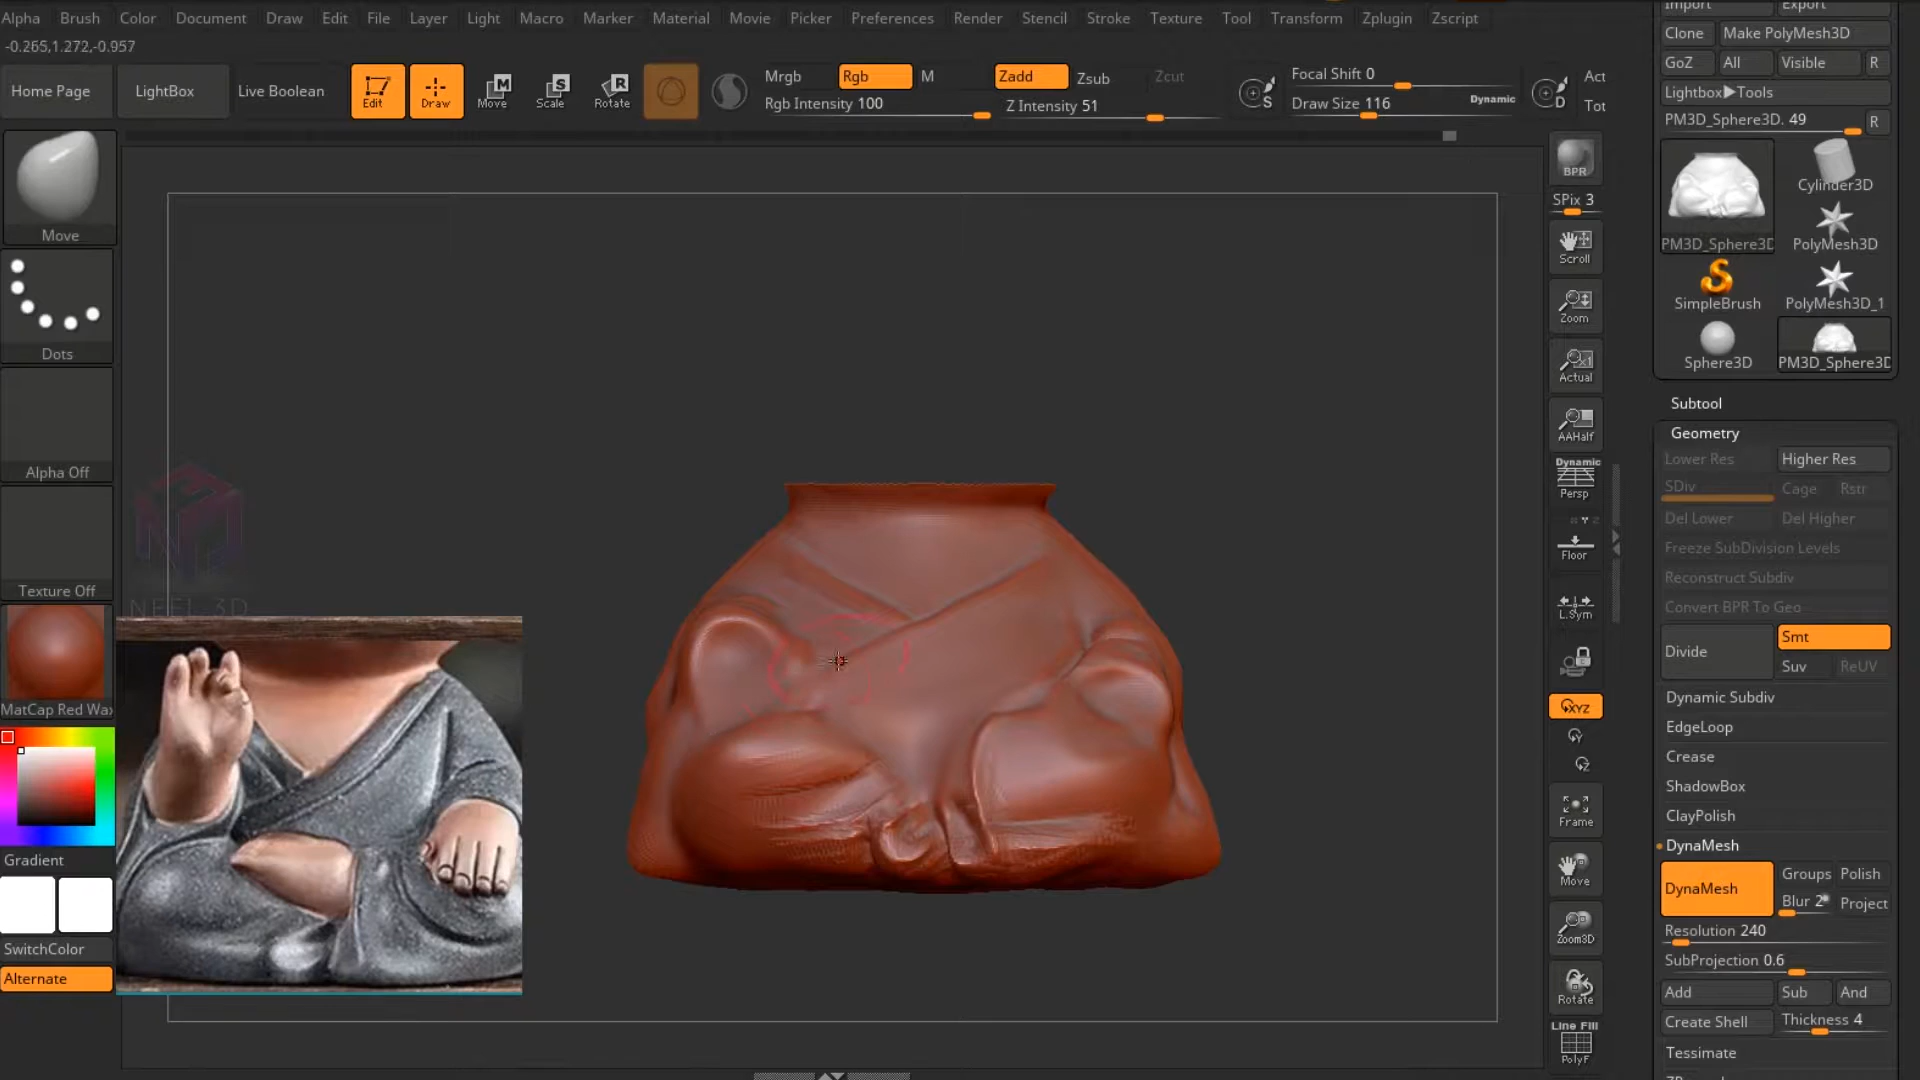 Alpha Brush Color Document Draw Edit File Layer Light Macro Marker Material Movie Picker Preferences Render Stencil Stroke Texture Tool Transform Zplugin Zscript
-0.265,1.272,-0.957
Home Page
LightBox
Live Boolean
Edit
Draw
Move
Scale
Rotate
Mrgb
Rgb
M
Rgb Intensity 100
Zadd
Zsub
Zcut
Z Intensity 51
Focal Shift 0
Draw Size 116
Dynamic
S
D
Act
Tot
Move
Dots
Alpha Off
Texture Off
MatCap Red Wax
Gradient
SwitchColor
Alternate
NEEL 3D
BPR
SPix 3
Scroll
Zoom
Actual
AAHalf
Dynamic
Persp
Floor
L.Sym
XYZ
Y
Z
Frame
Move
Zoom3D
Rotate
Line Fill
PolyF
Import
Export
Clone
Make PolyMesh3D
GoZ
All
Visible
R
Lightbox▶Tools
PM3D_Sphere3D. 49
R
PM3D_Sphere3D
Cylinder3D
PolyMesh3D
SimpleBrush
PolyMesh3D_1
Sphere3D
PM3D_Sphere3D
Subtool
Geometry
Lower Res
Higher Res
SDiv
Cage
Rstr
Del Lower
Del Higher
Freeze SubDivision Levels
Reconstruct Subdiv
Convert BPR To Geo
Divide
Smt
Suv
ReUV
Dynamic Subdiv
EdgeLoop
Crease
ShadowBox
ClayPolish
DynaMesh
DynaMesh
Groups
Polish
Blur 2
Project
Resolution 240
SubProjection 0.6
Add
Sub
And
Create Shell
Thickness 4
Tessimate